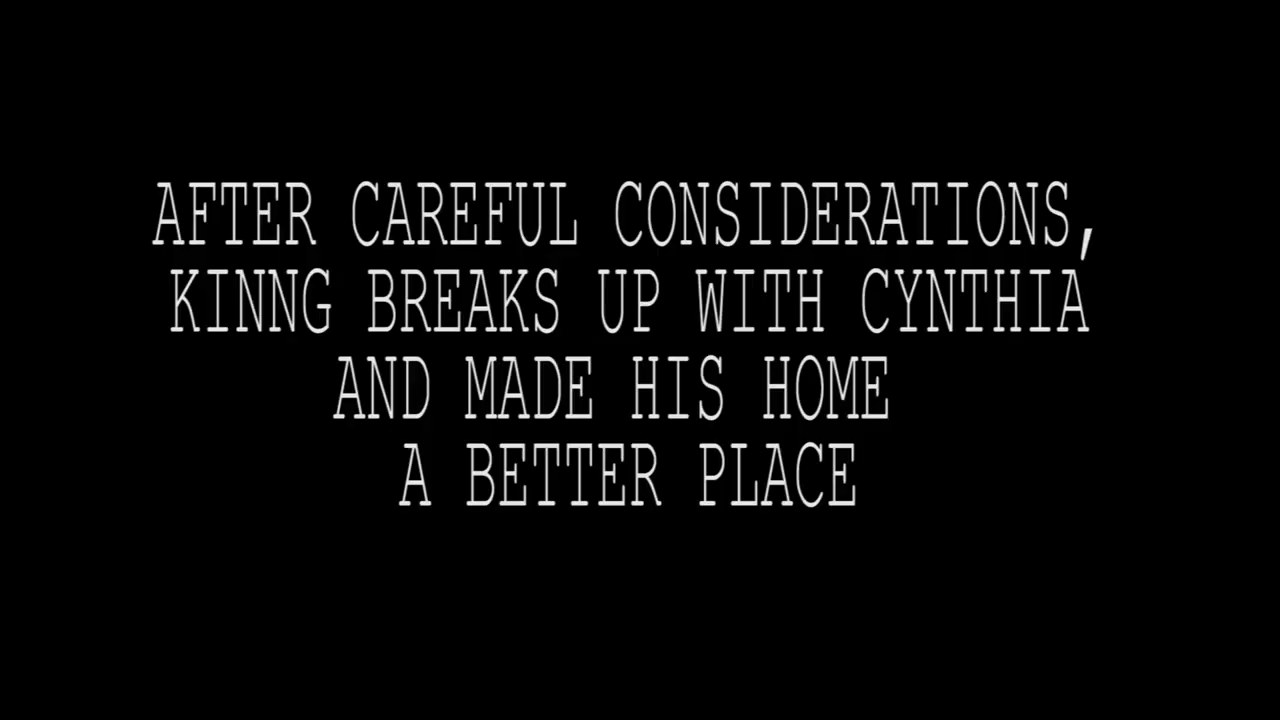 AFTER CAREFUL CONSIDERATIONS,
KINNG BREAKS UP WITH CYNTHIA
AND MADE HIS HOME
A BETTER PLACE